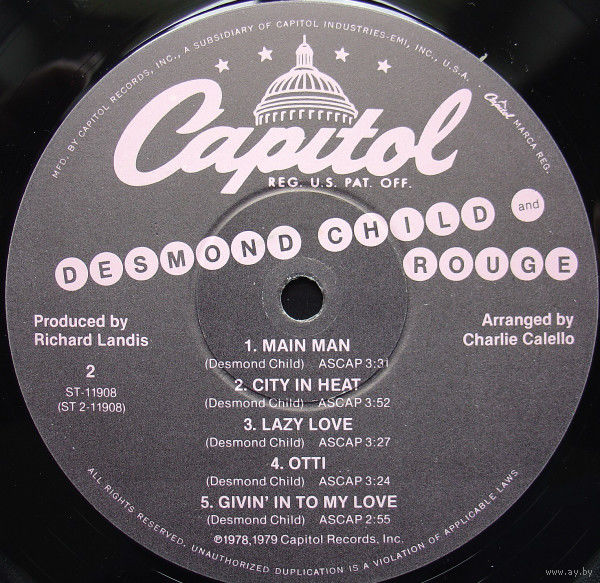 MFD. BY CAPITOL RECORDS, INC., A SUBSIDIARY OF CAPITOL INDUSTRIES-EMI, INC., U.S.A.
Capitol MARCA REG.
Capitol
REG. U.S. PAT. OFF.
DESMOND CHILD and
ROUGE
Produced by
Richard Landis
Arranged by
Charlie Calello
2
ST-11908
(ST 2-11908)
1. MAIN MAN
(Desmond Child) ASCAP 3:31
2. CITY IN HEAT
(Desmond Child) ASCAP 3:52
3. LAZY LOVE
(Desmond Child) ASCAP 3:27
4. OTTI
(Desmond Child) ASCAP 3:24
5. GIVIN' IN TO MY LOVE
(Desmond Child) ASCAP 2:55
℗1978,1979 Capitol Records, Inc.
ALL RIGHTS RESERVED. UNAUTHORIZED DUPLICATION IS A VIOLATION OF APPLICABLE LAWS
www.ay.by